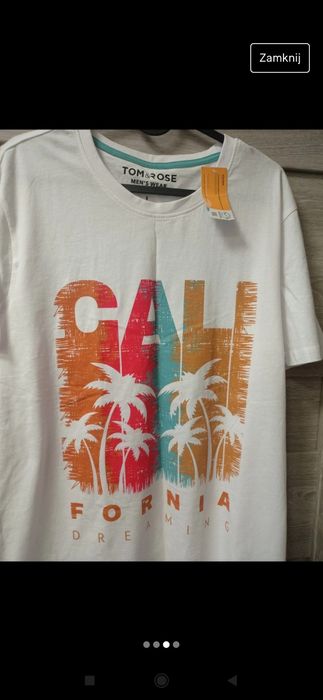 Zamknij
TOM&ROSE
MEN'S WEAR
L
CALI
FORNIA
DREAMING